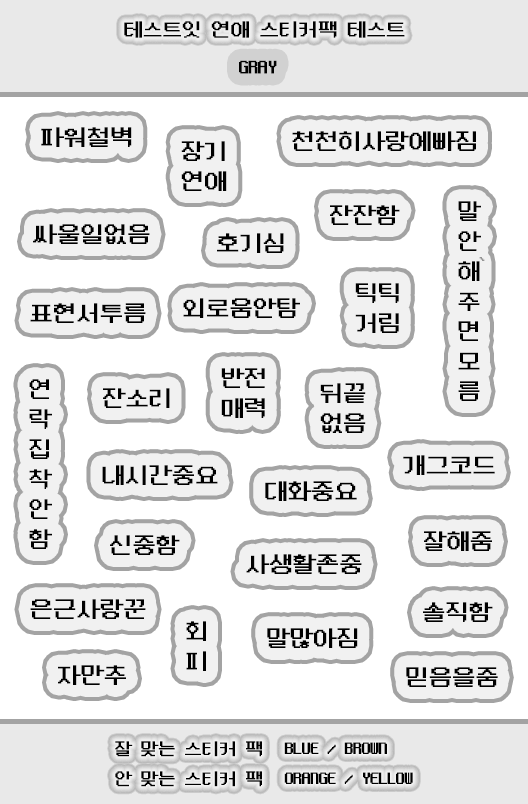 테스트잇 연애 스티커팩 테스트
GRAY
파워철벽
장기
연애
천천히사랑에빠짐
싸울일없음
호기심
잔잔함
말
안
해
주
면
모
름
표현서투름
외로움안탐
틱틱
거림
연
락
집
착
안
함
잔소리
반전
매력
뒤끝
없음
내시간중요
대화중요
개그코드
신중함
사생활존중
잘해줌
은근사랑꾼
회
피
말많아짐
솔직함
자만추
믿음을줌
잘 맞는 스티커 팩 BLUE / BROWN
안 맞는 스티커 팩 ORANGE / YELLOW